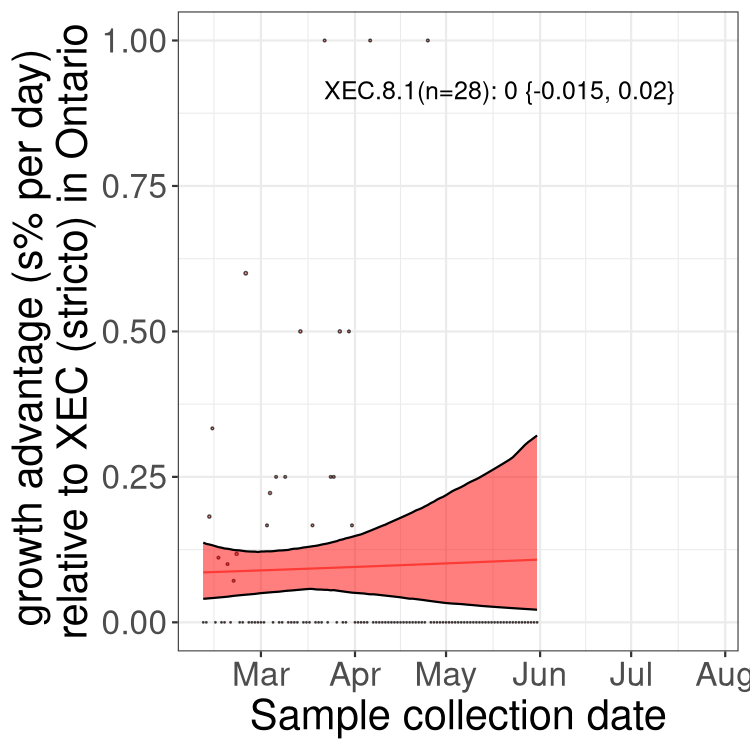 growth advantage (s% per day)
relative to XEC (stricto) in Ontario
1.00
0.75
0.50
0.25
0.00
XEC.8.1(n=28): 0 {-0.015, 0.02}
Mar Apr May Jun Jul Aug
Sample collection date